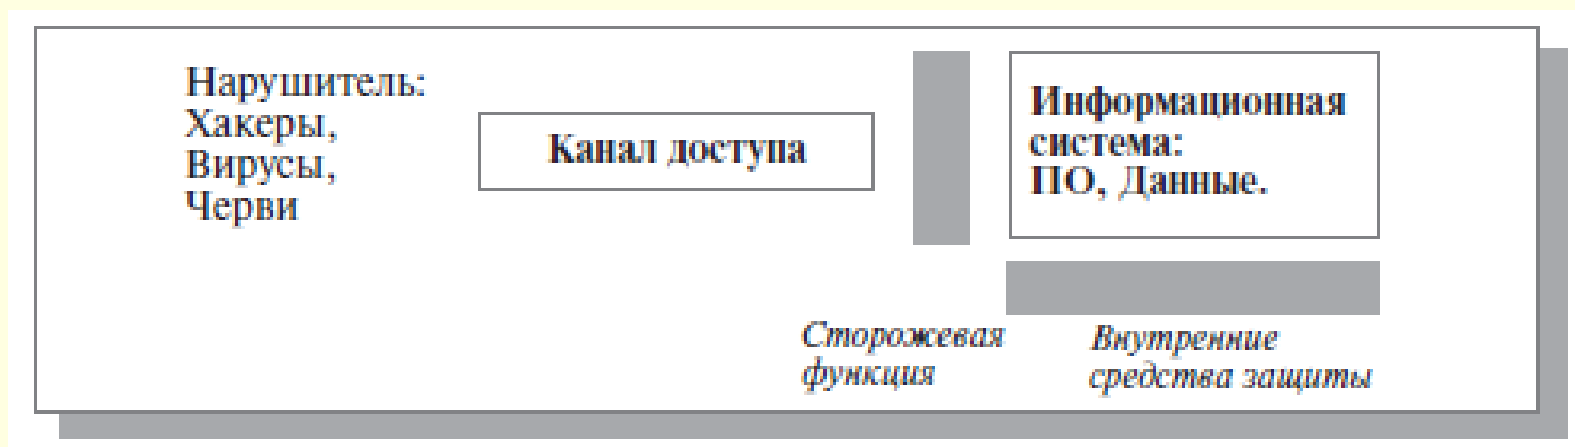 Нарушитель:
Хакеры,
Вирусы,
Черви
Канал доступа
Информационная
система:
ПО, Данные.
Сторожевая
функция
Внутренние
средства защиты